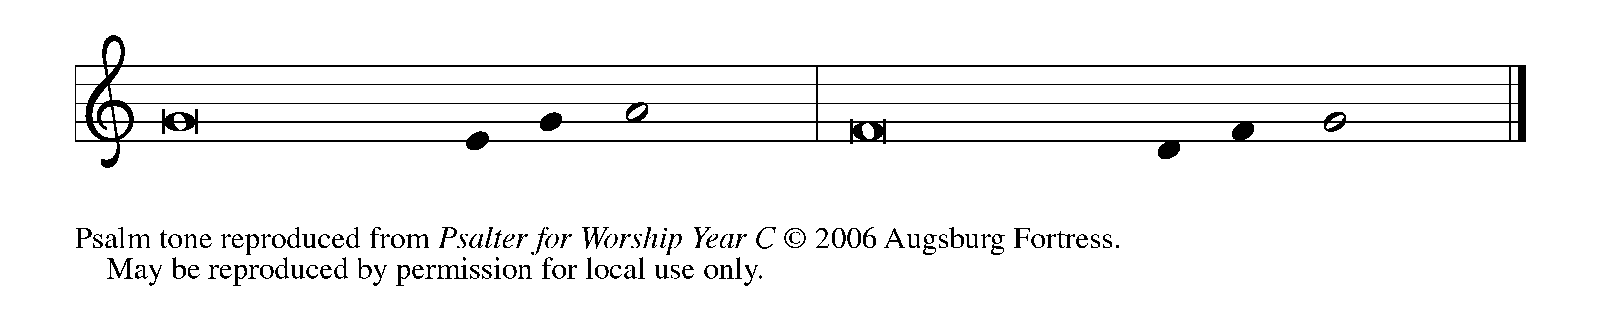 Psalm tone reproduced from Psalter for Worship Year C © 2006 Augsburg Fortress.
May be reproduced by permission for local use only.